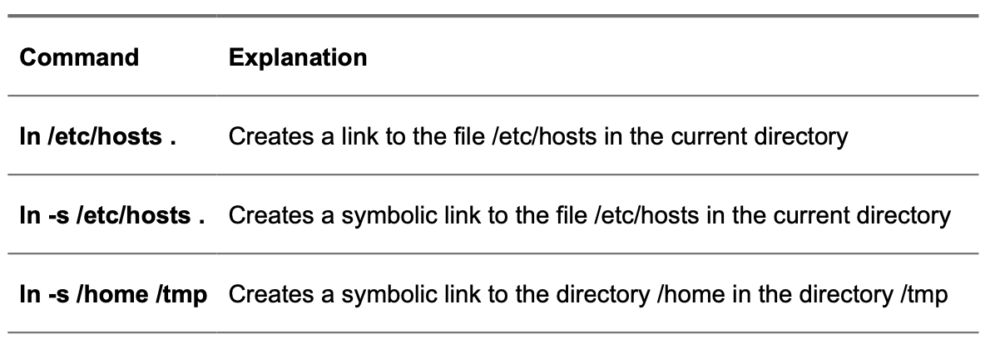 Command Explanation
ln /etc/hosts . Creates a link to the file /etc/hosts in the current directory
ln -s /etc/hosts . Creates a symbolic link to the file /etc/hosts in the current directory
ln -s /home /tmp Creates a symbolic link to the directory /home in the directory /tmp